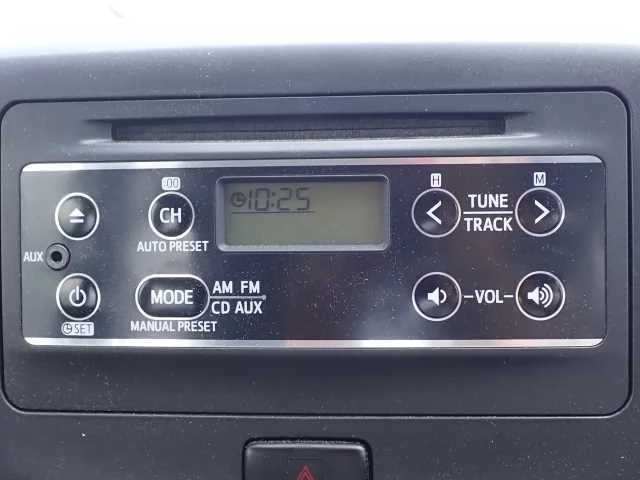 :00
H
M
CH
10:25
< TUNE >
TRACK
AUTO PRESET
AUX
MODE
AM FM
CD AUX
-VOL-
SET
MANUAL PRESET